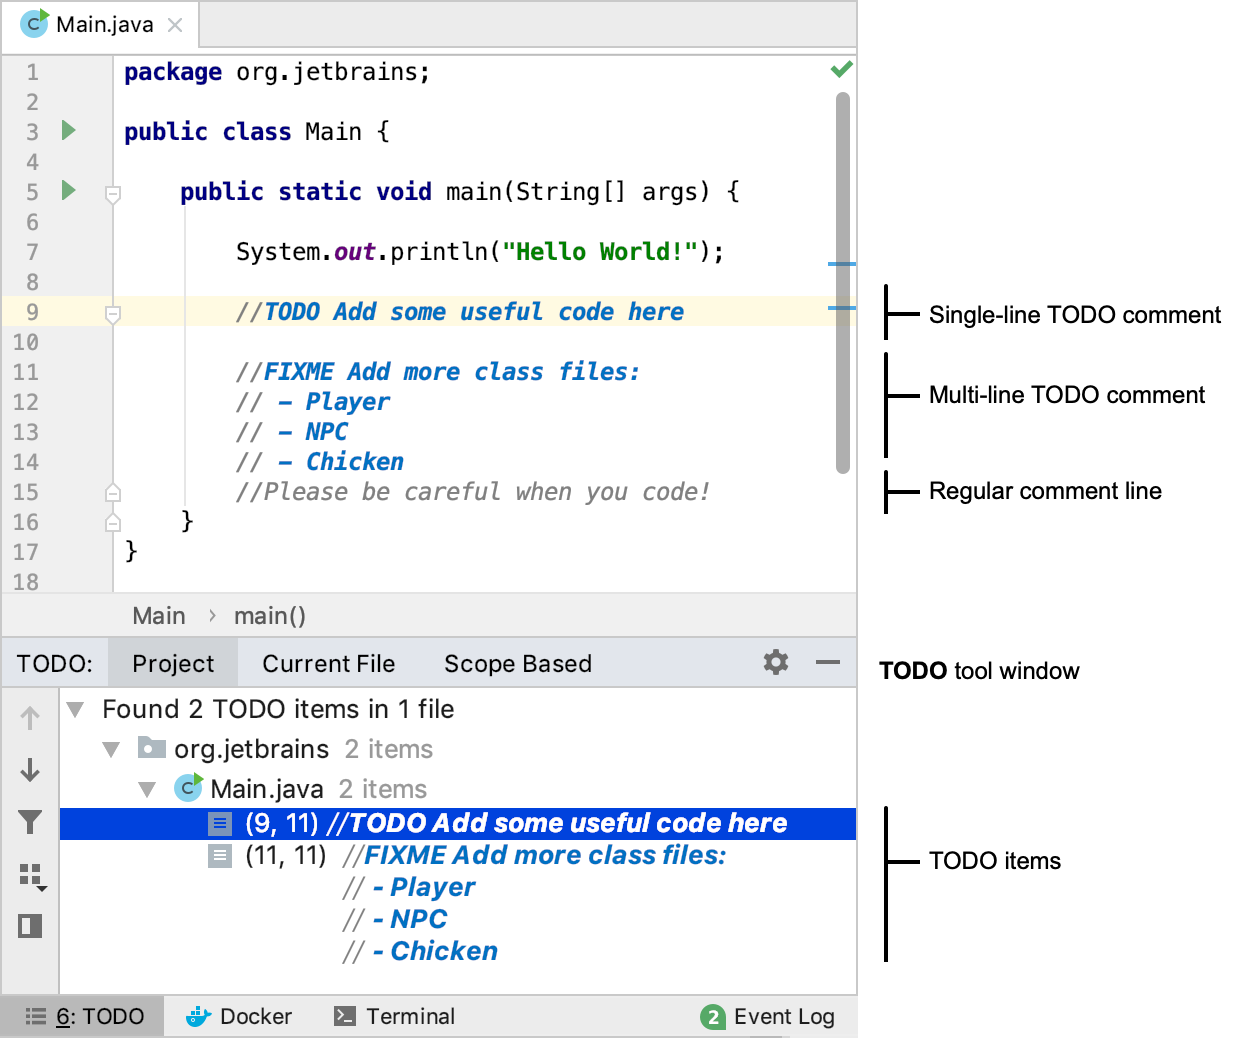 Main.java
1 package org.jetbrains;
2
3 public class Main {
4
5 public static void main(String[] args) {
6
7 System.out.println("Hello World!");
8
9 //TODO Add some useful code here
10
11 //FIXME Add more class files:
12 // - Player
13 // - NPC
14 // - Chicken
15 //Please be careful when you code!
16 }
17 }
18
Single-line TODO comment
Multi-line TODO comment
Regular comment line
Main › main()
TODO: Project Current File Scope Based
TODO tool window
Found 2 TODO items in 1 file
org.jetbrains 2 items
C Main.java 2 items
(9, 11) //TODO Add some useful code here
(11, 11) //FIXME Add more class files:
// - Player
// - NPC
// - Chicken
TODO items
6: TODO Docker Terminal 2 Event Log